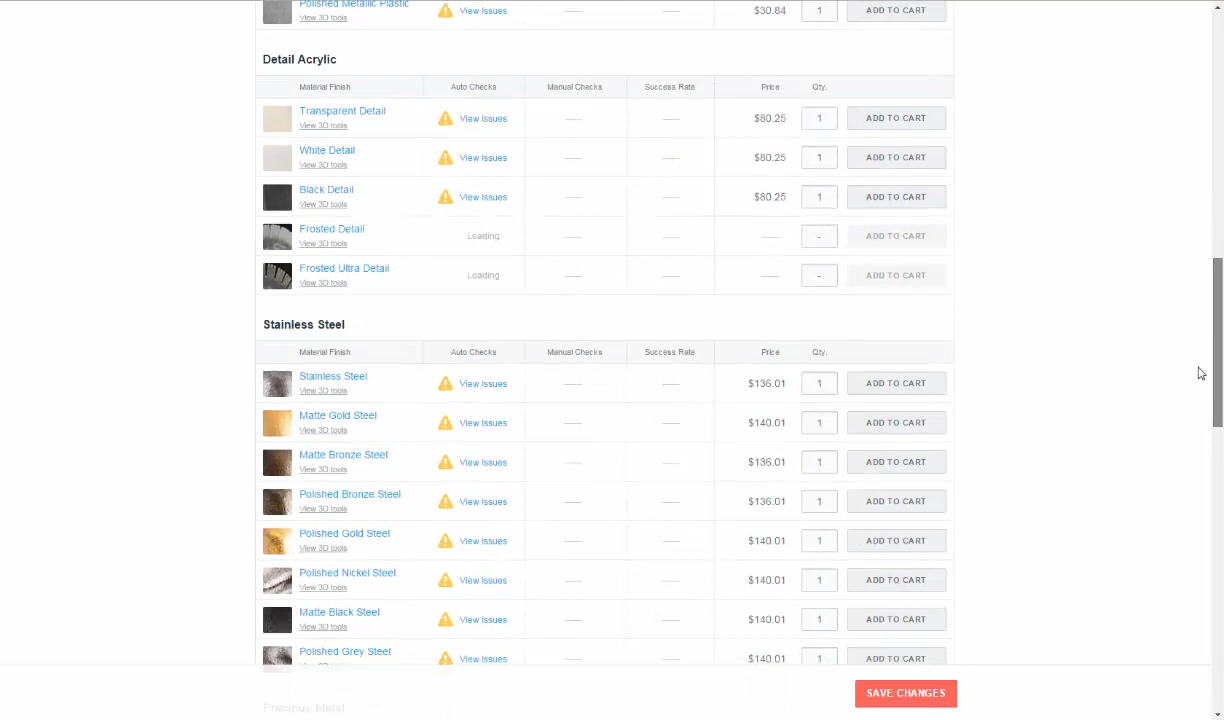 Polished Metallic Plastic
View 3D tools View Issues $30.84 1 ADD TO CART
Detail Acrylic
Material Finish Auto Checks Manual Checks Success Rate Price Qty.
Transparent Detail
View 3D tools View Issues $80.25 1 ADD TO CART
White Detail
View 3D tools View Issues $80.25 1 ADD TO CART
Black Detail
View 3D tools View Issues $80.25 1 ADD TO CART
Frosted Detail
View 3D tools Loading - ADD TO CART
Frosted Ultra Detail
View 3D tools Loading - ADD TO CART
Stainless Steel
Material Finish Auto Checks Manual Checks Success Rate Price Qty.
Stainless Steel
View 3D tools View Issues $136.01 1 ADD TO CART
Matte Gold Steel
View 3D tools View Issues $140.01 1 ADD TO CART
Matte Bronze Steel
View 3D tools View Issues $136.01 1 ADD TO CART
Polished Bronze Steel
View 3D tools View Issues $136.01 1 ADD TO CART
Polished Gold Steel
View 3D tools View Issues $140.01 1 ADD TO CART
Polished Nickel Steel
View 3D tools View Issues $140.01 1 ADD TO CART
Matte Black Steel
View 3D tools View Issues $140.01 1 ADD TO CART
Polished Grey Steel
View Issues $140.01 1 ADD TO CART
SAVE CHANGES
Precious Metal